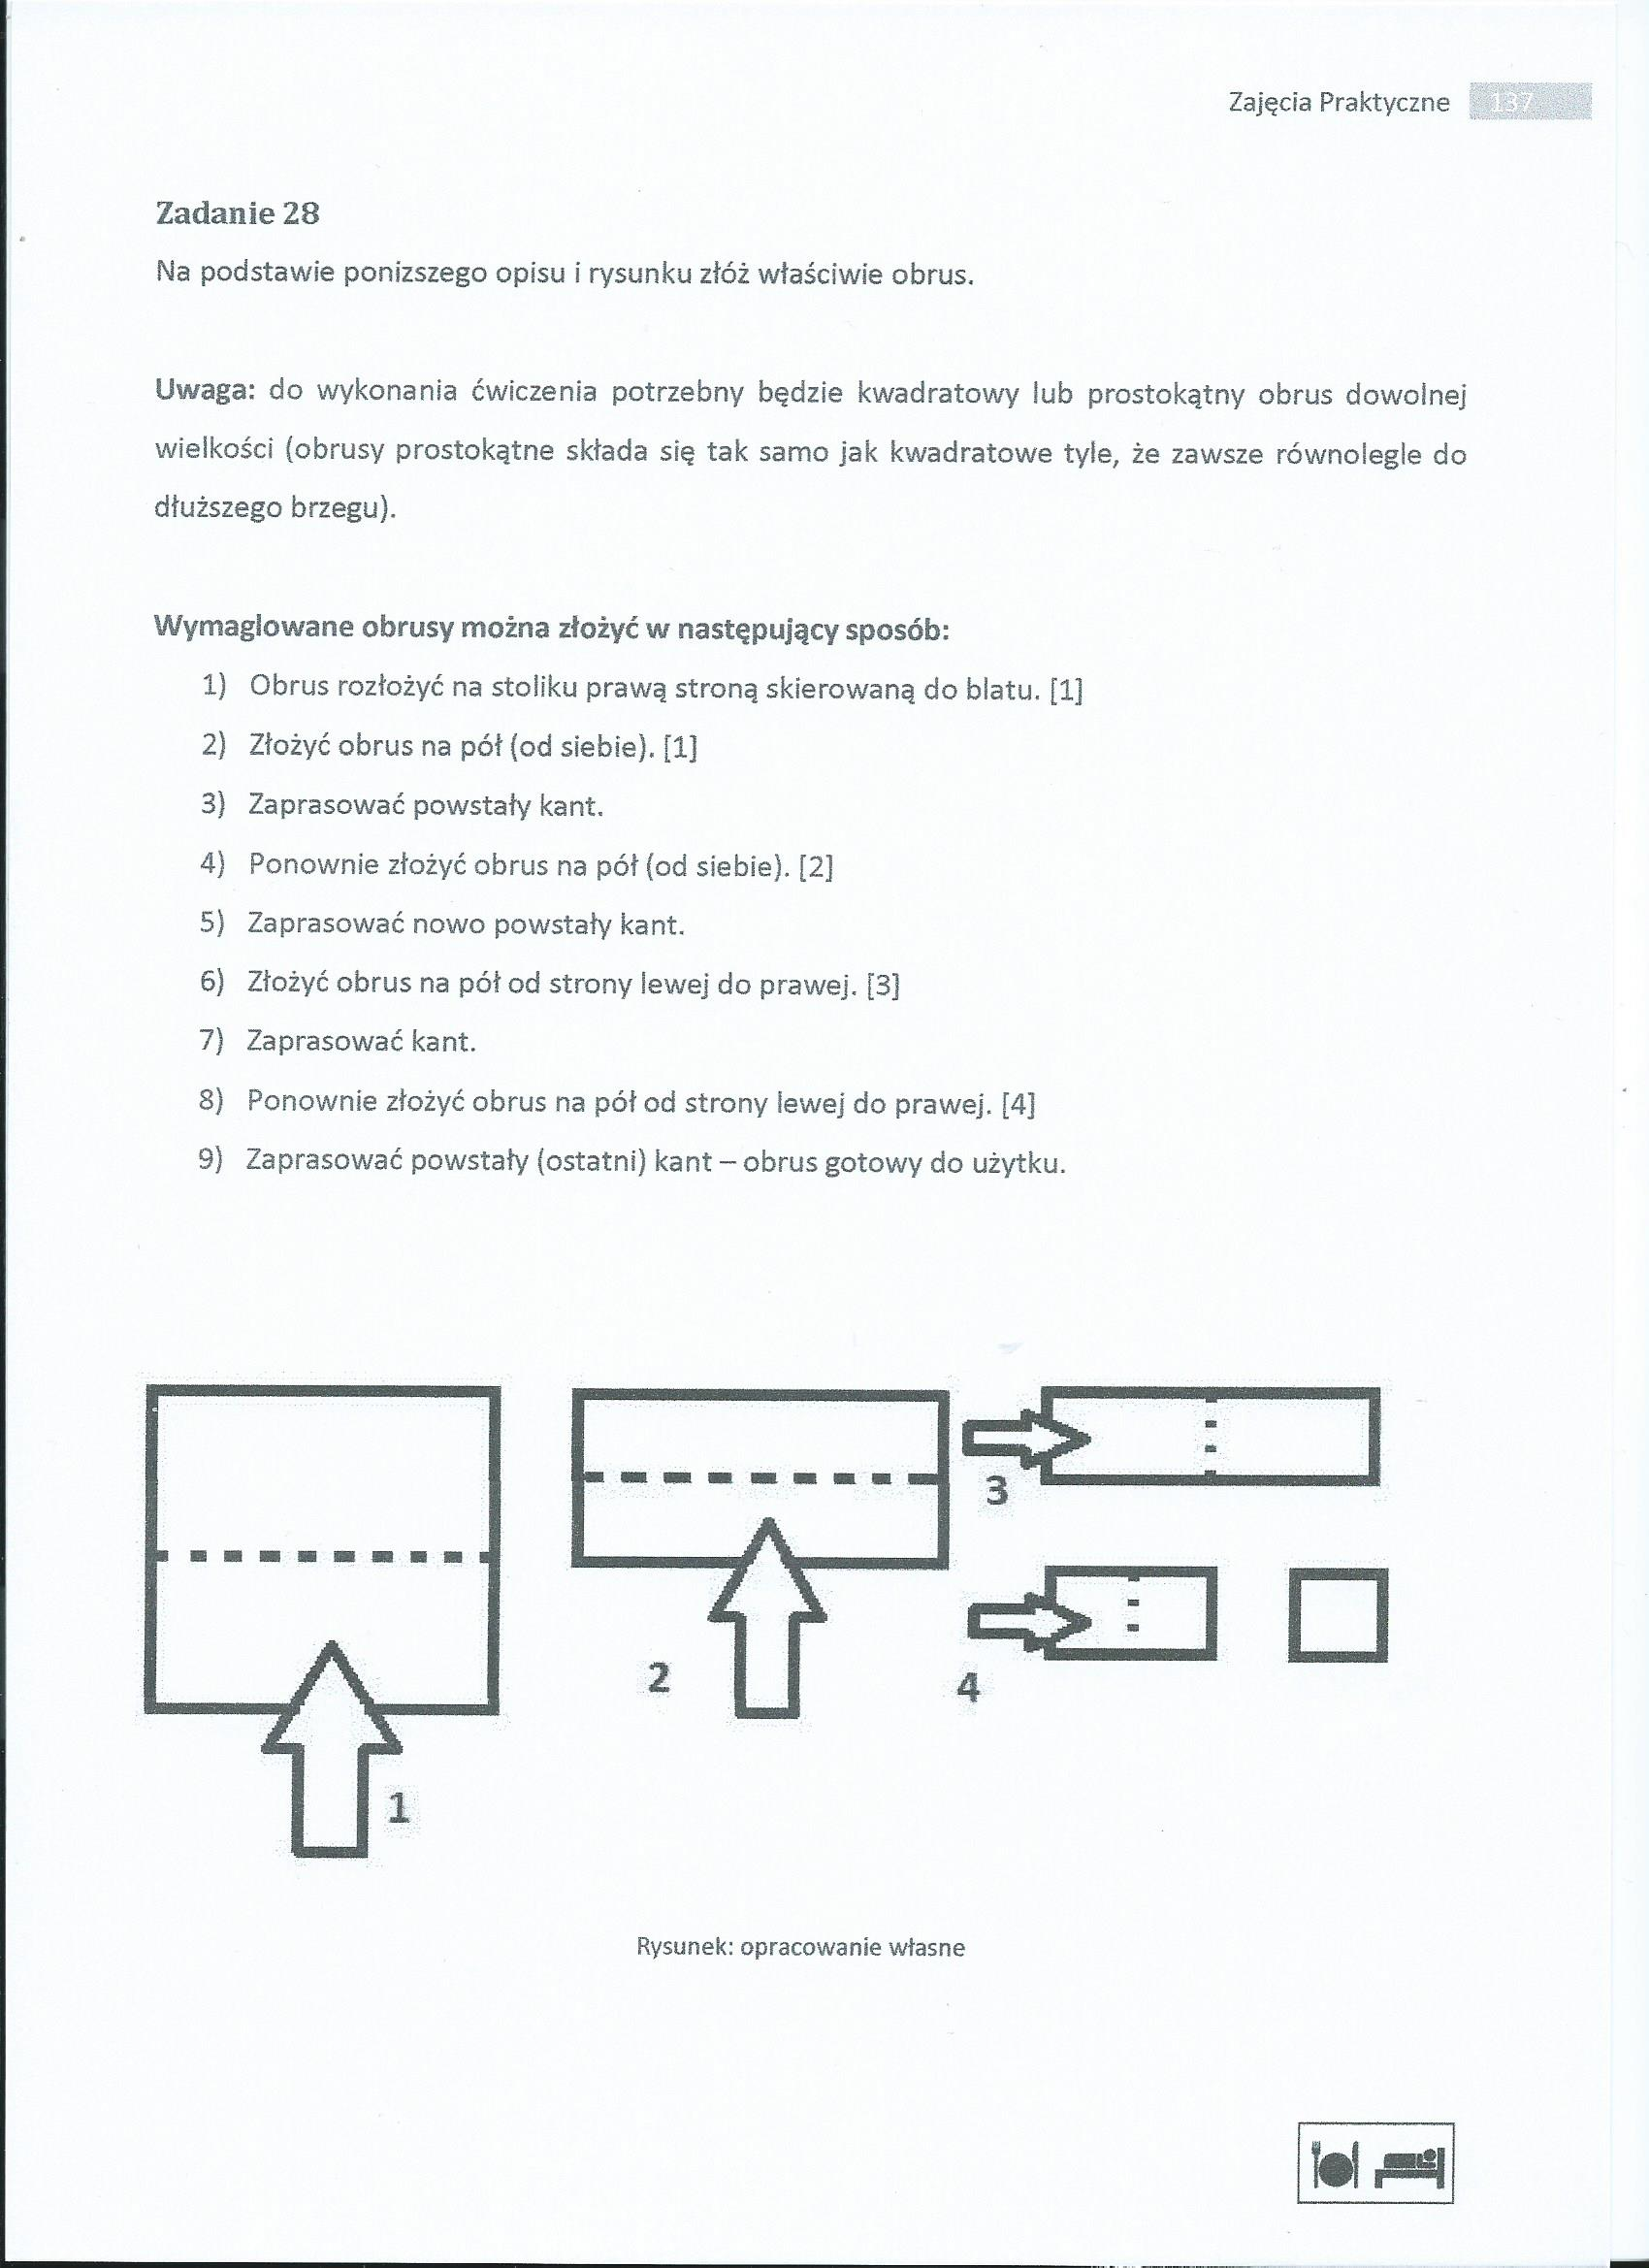 Zajęcia Praktyczne 137
Zadanie 28
Na podstawie ponizszego opisu i rysunku złóż właściwie obrus.
Uwaga: do wykonania ćwiczenia potrzebny będzie kwadratowy lub prostokątny obrus dowolnej
wielkości (obrusy prostokątne składa się tak samo jak kwadratowe tyle, że zawsze równolegle do
dłuższego brzegu).
Wymaglowane obrusy można złożyć w następujący sposób:
1) Obrus rozłożyć na stoliku prawą stroną skierowaną do blatu. [1]
2) Złożyć obrus na pół (od siebie). [1]
3) Zaprasować powstały kant.
4) Ponownie złożyć obrus na pół (od siebie). [2]
5) Zaprasować nowo powstały kant.
6) Złożyć obrus na pół od strony lewej do prawej. [3]
7) Zaprasować kant.
8) Ponownie złożyć obrus na pół od strony lewej do prawej. [4]
9) Zaprasować powstały (ostatni) kant – obrus gotowy do użytku.
3
2
4
1
Rysunek: opracowanie własne